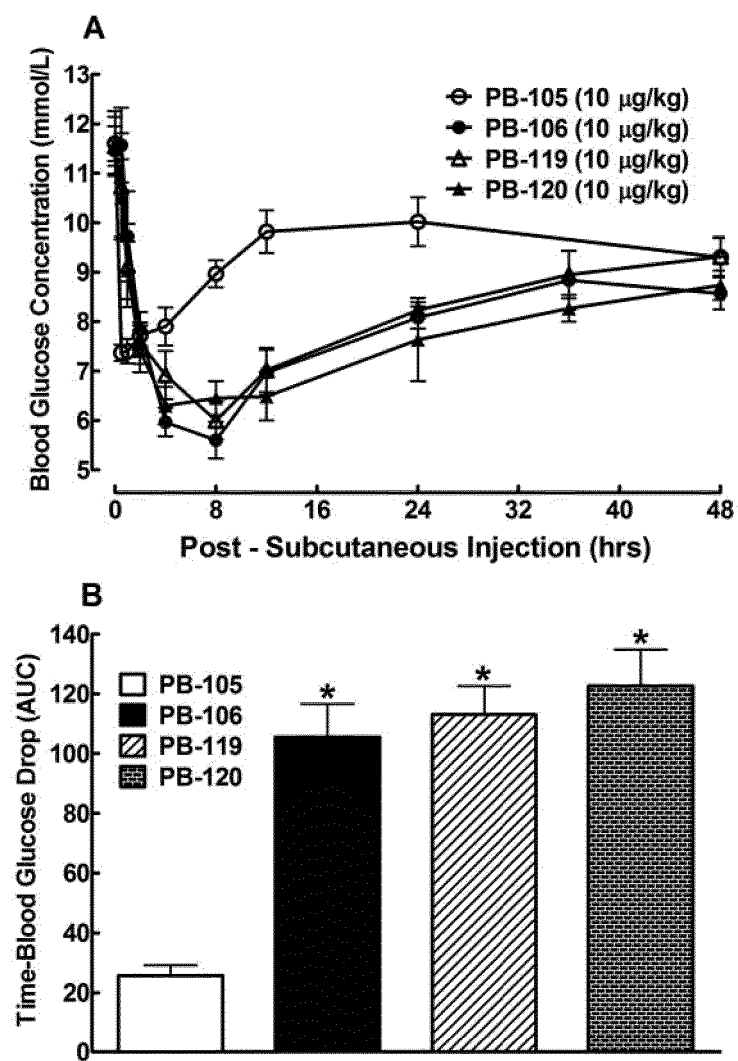 A
Blood Glucose Concentration (mmol/L)
13
12
11
10
9
8
7
6
5
PB-105 (10 μg/kg)
PB-106 (10 μg/kg)
PB-119 (10 μg/kg)
PB-120 (10 μg/kg)
0 8 16 24 32 40 48
Post - Subcutaneous Injection (hrs)
B
Time-Blood Glucose Drop (AUC)
140
120
100
80
60
40
20
0
PB-105
PB-106
PB-119
PB-120
* * *